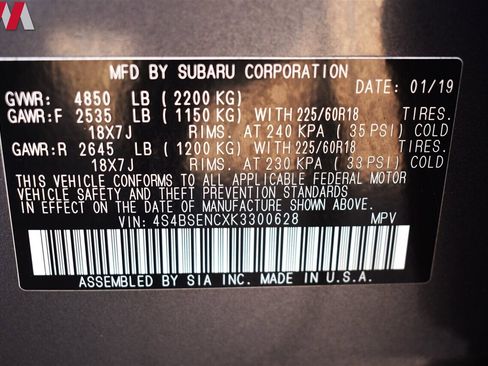 MFD BY SUBARU CORPORATION
DATE: 01/19
GVWR: 4850 LB (2200 KG)
GAWR:F 2535 LB (1150 KG) WITH 225/60R18 TIRES.
18X7J RIMS. AT 240 KPA (35 PSI) COLD
GAWR:R 2645 LB (1200 KG) WITH 225/60R18 TIRES.
18X7J RIMS. AT 230 KPA (33 PSI) COLD
THIS VEHICLE CONFORMS TO ALL APPLICABLE FEDERAL MOTOR
VEHICLE SAFETY AND THEFT PREVENTION STANDARDS
IN EFFECT ON THE DATE OF MANUFACTURE SHOWN ABOVE.
VIN: 4S4BSENCXK3300628 MPV
ASSEMBLED BY SIA INC. MADE IN U.S.A.